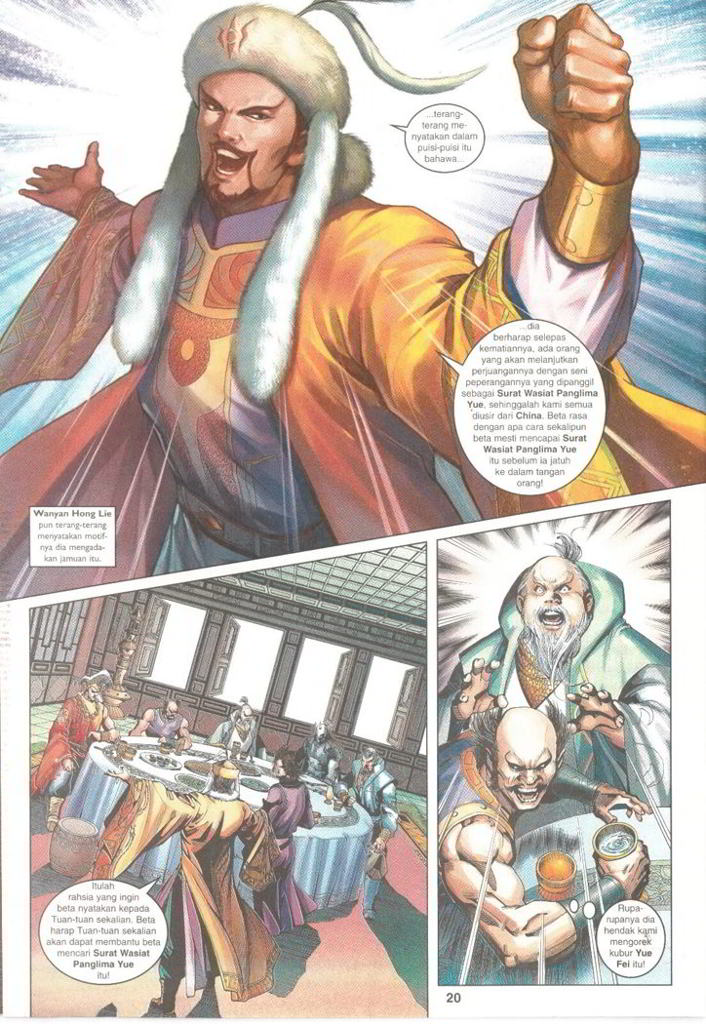 ...terang-
terang me-
nyatakan dalam
puisi-puisi itu
bahawa...
...dia
berharap selepas
kematiannya, ada orang
yang akan melanjutkan
perjuangannya dengan seni
peperangannya yang dipanggil
sebagai Surat Wasiat Panglima
Yue, sehinggalah kami semua
diusir dari China. Beta rasa
dengan apa cara sekalipun
beta mesti mencapai Surat
Wasiat Panglima Yue
itu sebelum ia jatuh
ke dalam tangan
orang!
Wanyan Hong Lie
pun terang-terang
menyatakan motif-
nya dia mengada-
kan jamuan itu.
Itulah
rahsia yang ingin
beta nyatakan kepada
Tuan-tuan sekalian. Beta
harap Tuan-tuan sekalian
akan dapat membantu beta
mencari Surat Wasiat
Panglima Yue
itu!
Rupa-
rupanya dia
hendak kami
mengorek
kubur Yue
Fei itu!
20